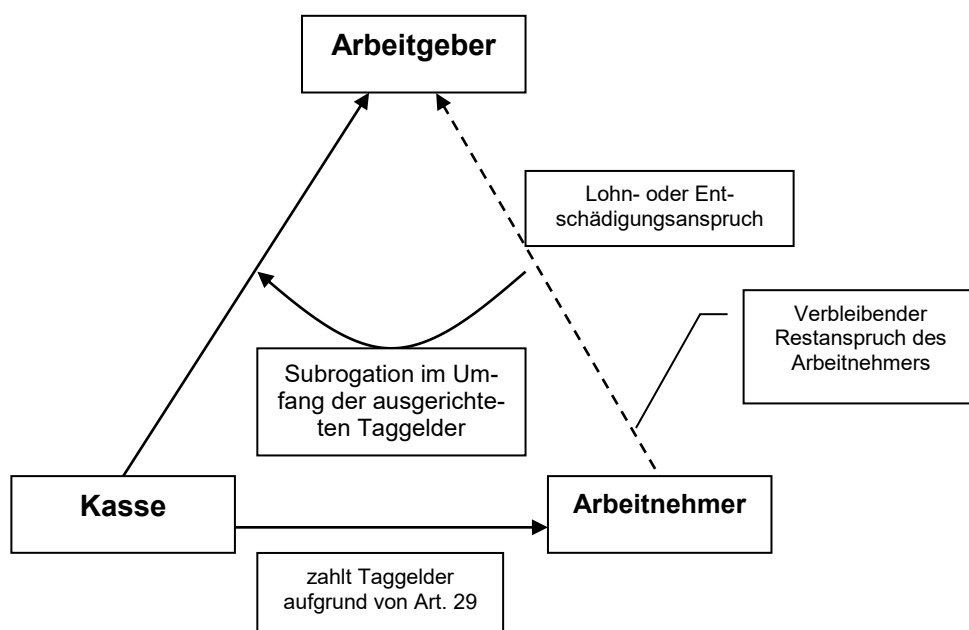 Arbeitgeber
Lohn- oder Ent-
schädigungsanspruch
Verbleibender
Restanspruch des
Arbeitnehmers
Subrogation im Um-
fang der ausgerichte-
ten Taggelder
Kasse
Arbeitnehmer
zahlt Taggelder
aufgrund von Art. 29